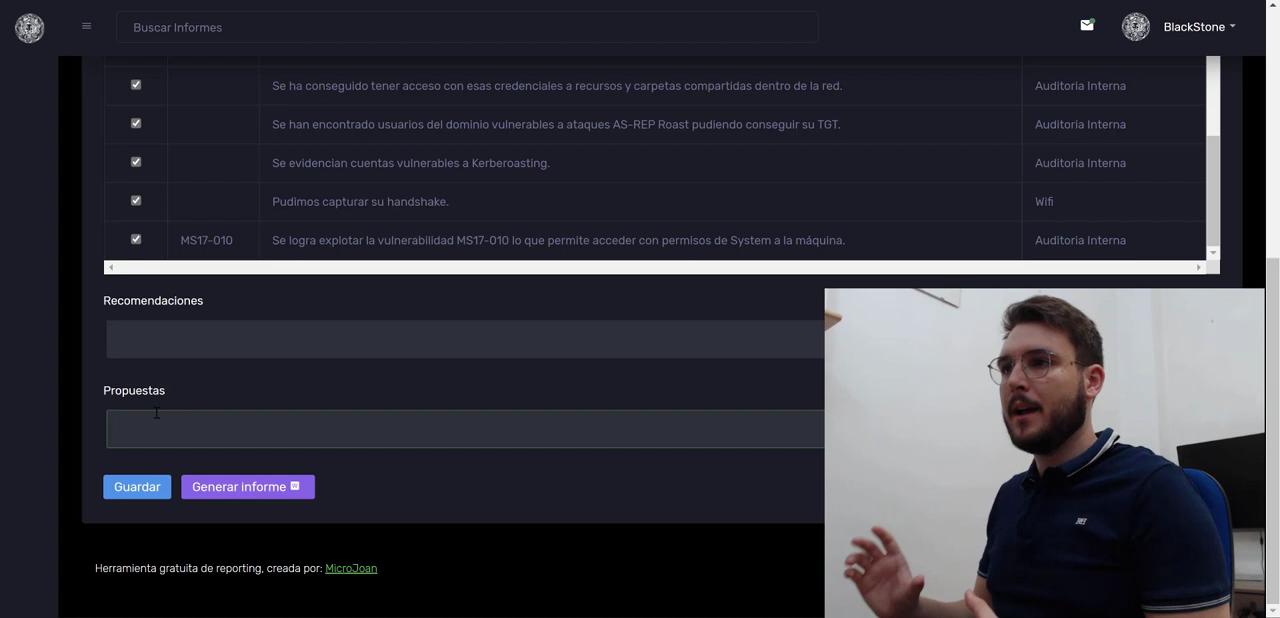 Buscar Informes
BlackStone
Se ha conseguido tener acceso con esas credenciales a recursos y carpetas compartidas dentro de la red.
Auditoria Interna
Se han encontrado usuarios del dominio vulnerables a ataques AS-REP Roast pudiendo conseguir su TGT.
Auditoria Interna
Se evidencian cuentas vulnerables a Kerberoasting.
Auditoria Interna
Pudimos capturar su handshake.
Wifi
MS17-010
Se logra explotar la vulnerabilidad MS17-010 lo que permite acceder con permisos de System a la máquina.
Auditoria Interna
Recomendaciones
Propuestas
Guardar
Generar informe
Herramienta gratuita de reporting, creada por: MicroJoan